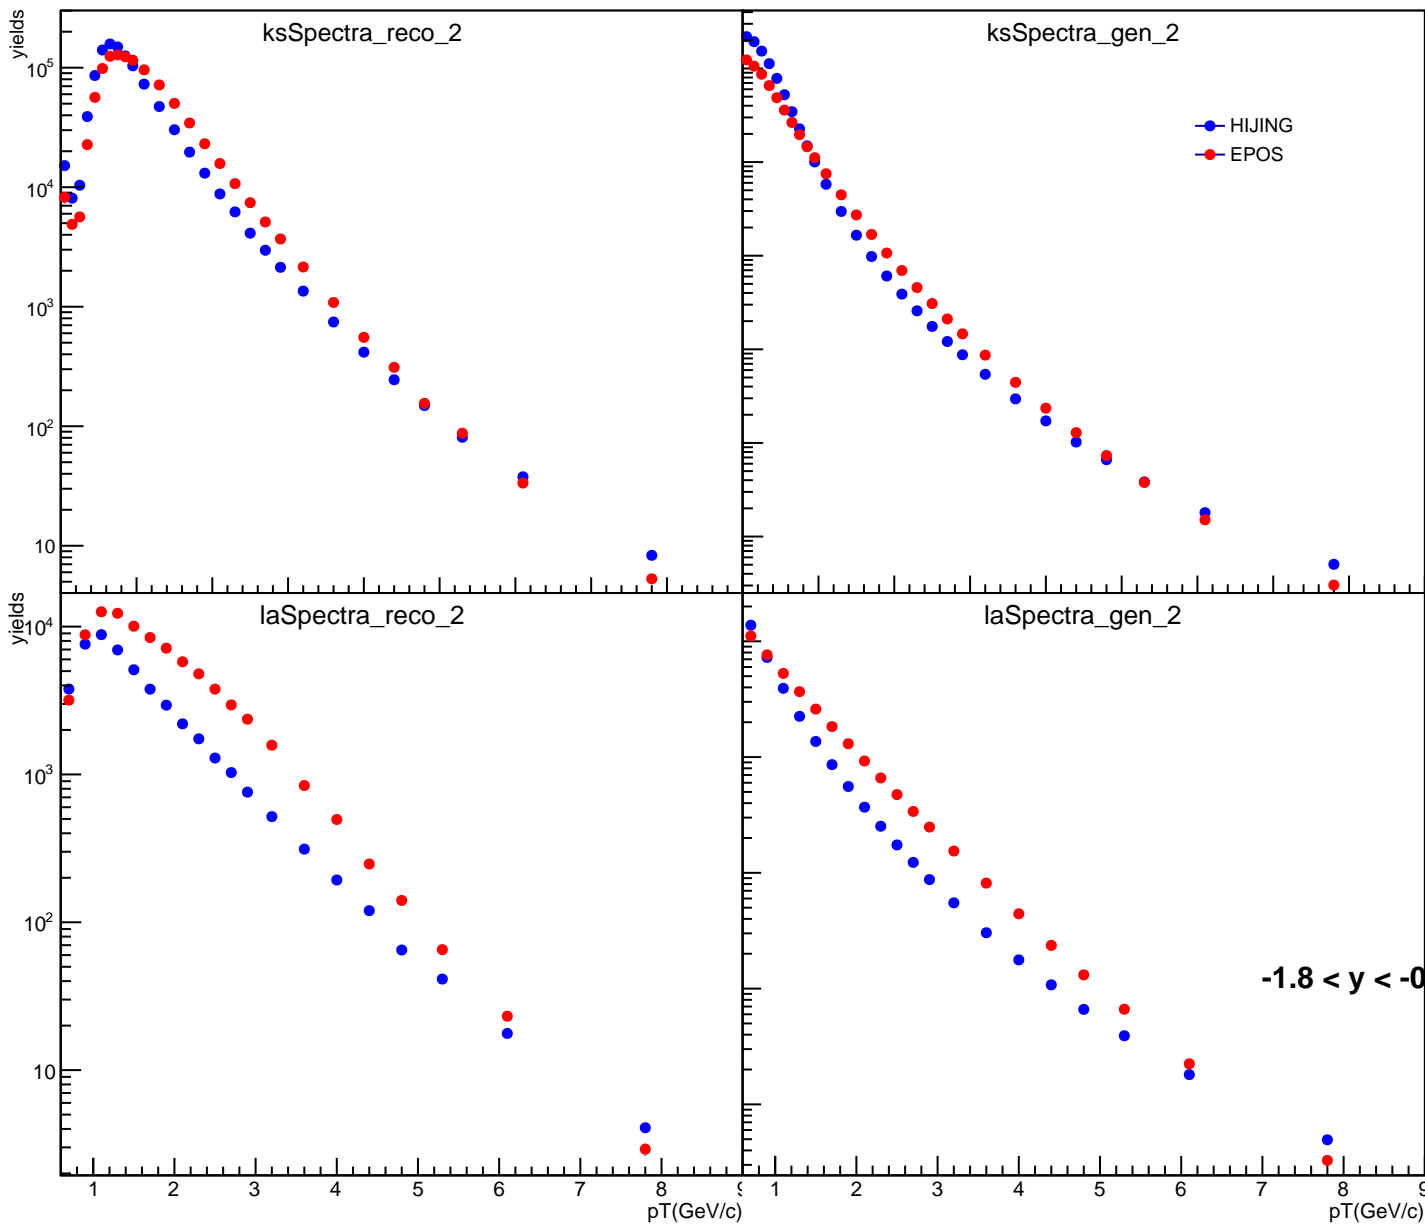 yields
ksSpectra_reco_2
ksSpectra_gen_2
HIJING
EPOS
10^5
10^4
10^3
10^2
10
yields
laSpectra_reco_2
laSpectra_gen_2
10^4
10^3
10^2
10
-1.8 < y < -0
1 2 3 4 5 6 7 8
1 2 3 4 5 6 7 8 9
pT(GeV/c)
pT(GeV/c)